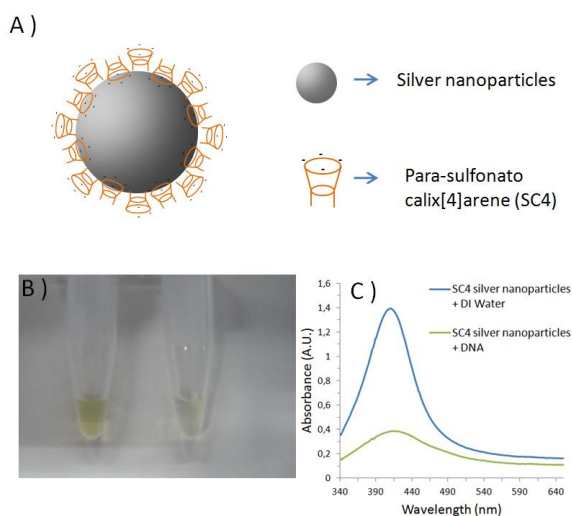 A )
Silver nanoparticles
Para-sulfonato
calix[4]arene (SC4)
B )
C )
SC4 silver nanoparticles
+ DI Water
SC4 silver nanoparticles
+ DNA
Absorbance (A.U.)
1,6
1,4
1,2
1
0,8
0,6
0,4
0,2
0
340 390 440 490 540 590 640
Wavelength (nm)